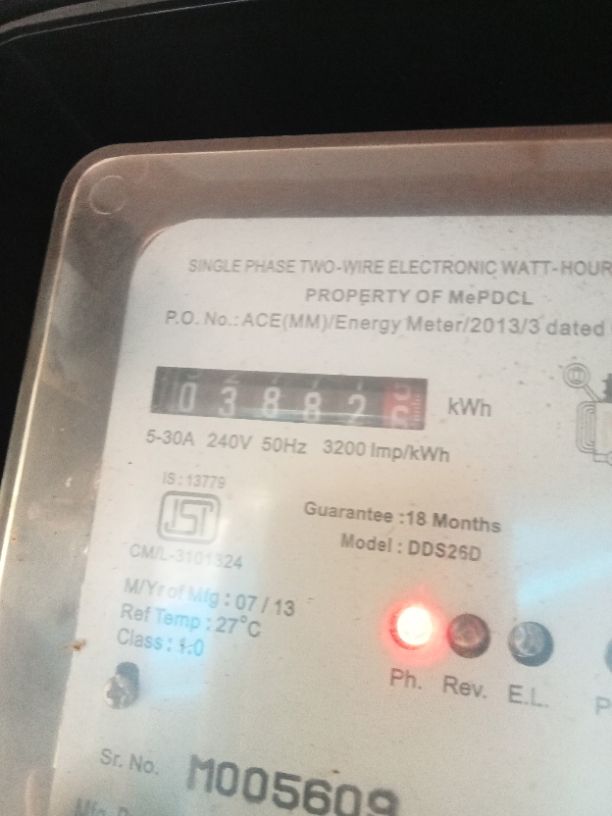 SINGLE PHASE TWO-WIRE ELECTRONIC WATT-HOUR
PROPERTY OF MePDCL
P.O. No.: ACE(MM)/Energy Meter/2013/3 dated
03882 kWh
5-30A 240V 50Hz 3200 Imp/kWh
IS : 13779
CM/L-3101324
Guarantee :18 Months
Model : DDS26D
M/Yr of Mfg : 07 / 13
Ref Temp : 27°C
Class : 1.0
Ph. Rev. E.L. P
Sr. No. M005609